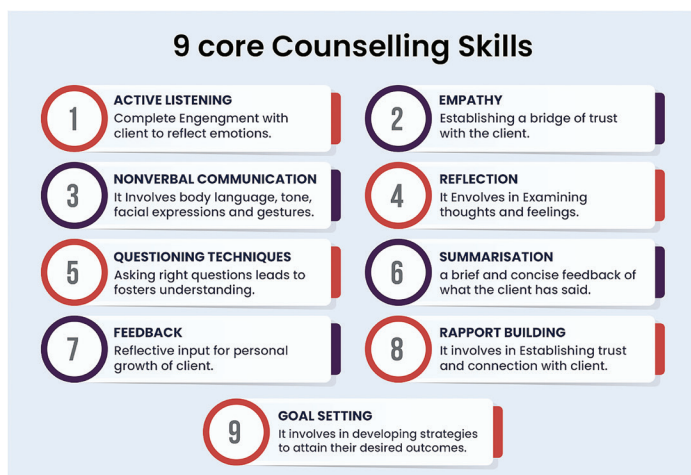 9 core Counselling Skills
1
ACTIVE LISTENING
Complete Engengment with
client to reflect emotions.
2
EMPATHY
Establishing a bridge of trust
with the client.
3
NONVERBAL COMMUNICATION
It Involves body language, tone,
facial expressions and gestures.
4
REFLECTION
It Envolves in Examining
thoughts and feelings.
5
QUESTIONING TECHNIQUES
Asking right questions leads to
fosters understanding.
6
SUMMARISATION
a brief and concise feedback of
what the client has said.
7
FEEDBACK
Reflective input for personal
growth of client.
8
RAPPORT BUILDING
It involves in Establishing trust
and connection with client.
9
GOAL SETTING
It involves in developing strategies
to attain their desired outcomes.